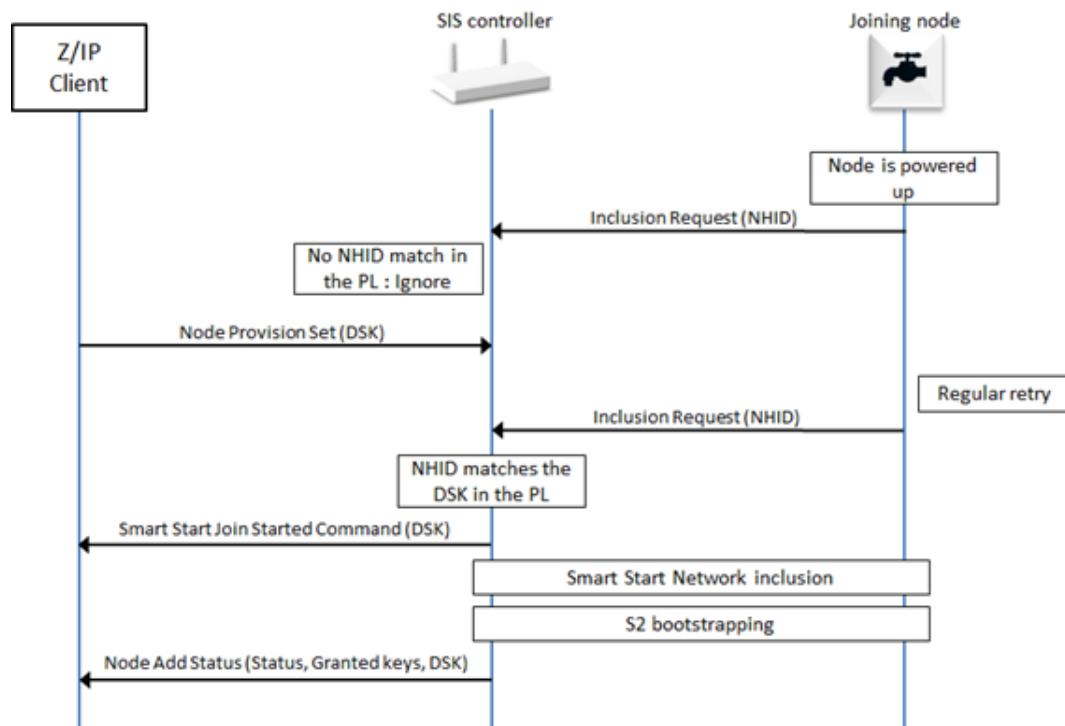 Z/IP
Client
SIS controller
Joining node
Node is powered
up
Inclusion Request (NHID)
No NHID match in
the PL : Ignore
Node Provision Set (DSK)
Regular retry
Inclusion Request (NHID)
NHID matches the
DSK in the PL
Smart Start Join Started Command (DSK)
Smart Start Network inclusion
S2 bootstrapping
Node Add Status (Status, Granted keys, DSK)